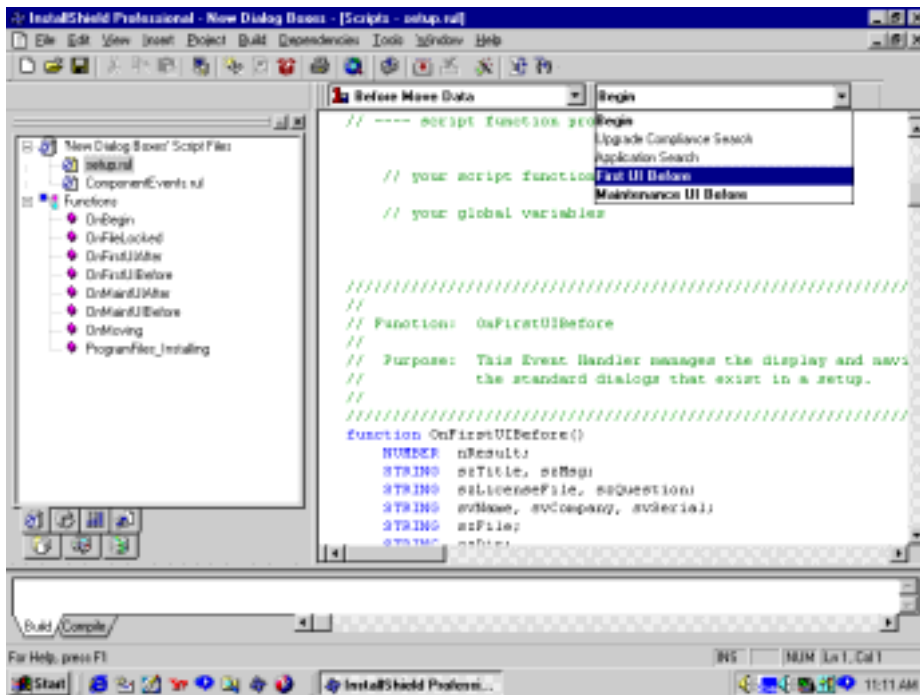 InstallShield Professional - New Dialog Boxes - [Scripts - setup.rul]
File Edit View Insert Project Build Dependencies Tools Window Help
Before Move Data
Begin
Begin
Upgrade Compliance Search
Application Search
First UI Before
Maintenance UI Before
'New Dialog Boxes' Script Files
setup.rul
ComponentEvents.rul
Functions
OnBegin
OnFileLocked
OnFirstUIAfter
OnFirstUIBefore
OnMaintUIAfter
OnMaintUIBefore
OnMoving
ProgramFiles_Installing
// ---- script function pro
// your script function
// your global variables
////////////////////////////////////////////////////////////////
//
// Function: OnFirstUIBefore
//
// Purpose: This Event Handler manages the display and navi
// the standard dialogs that exist in a setup.
//
////////////////////////////////////////////////////////////////
function OnFirstUIBefore()
NUMBER nResult;
STRING szTitle, szMsg;
STRING szLicenseFile, szQuestion;
STRING svName, svCompany, svSerial;
STRING szFile;
STRING szDir;
Build Compile
For Help, press F1
INS NUM Ln 1, Col 1
Start InstallShield Professi... 11:11 AM